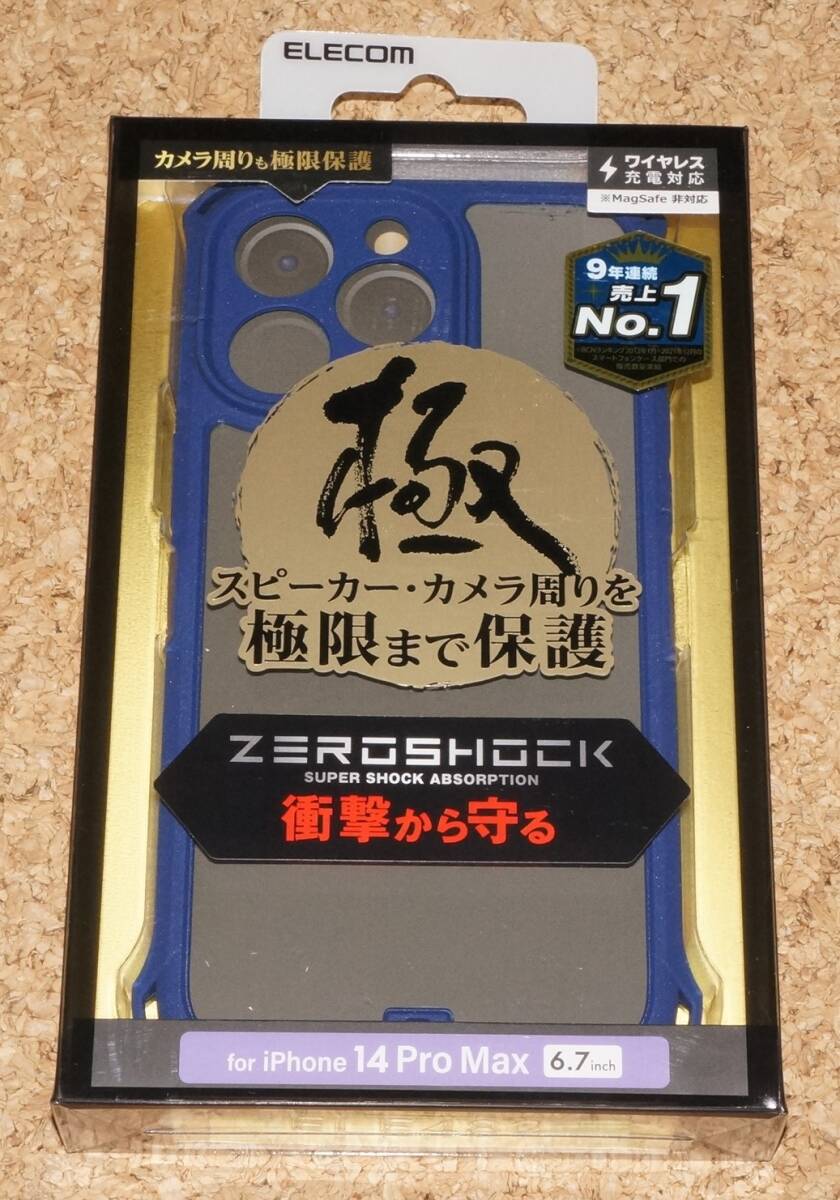 ELECOM
カメラ周りも極限保護
ワイヤレス
充電対応
※MagSafe 非対応
9年連続
売上
No.1
極
スピーカー・カメラ周りを
極限まで保護
ZEROSHOCK
SUPER SHOCK ABSORPTION
衝撃から守る
for iPhone 14 Pro Max 6.7inch